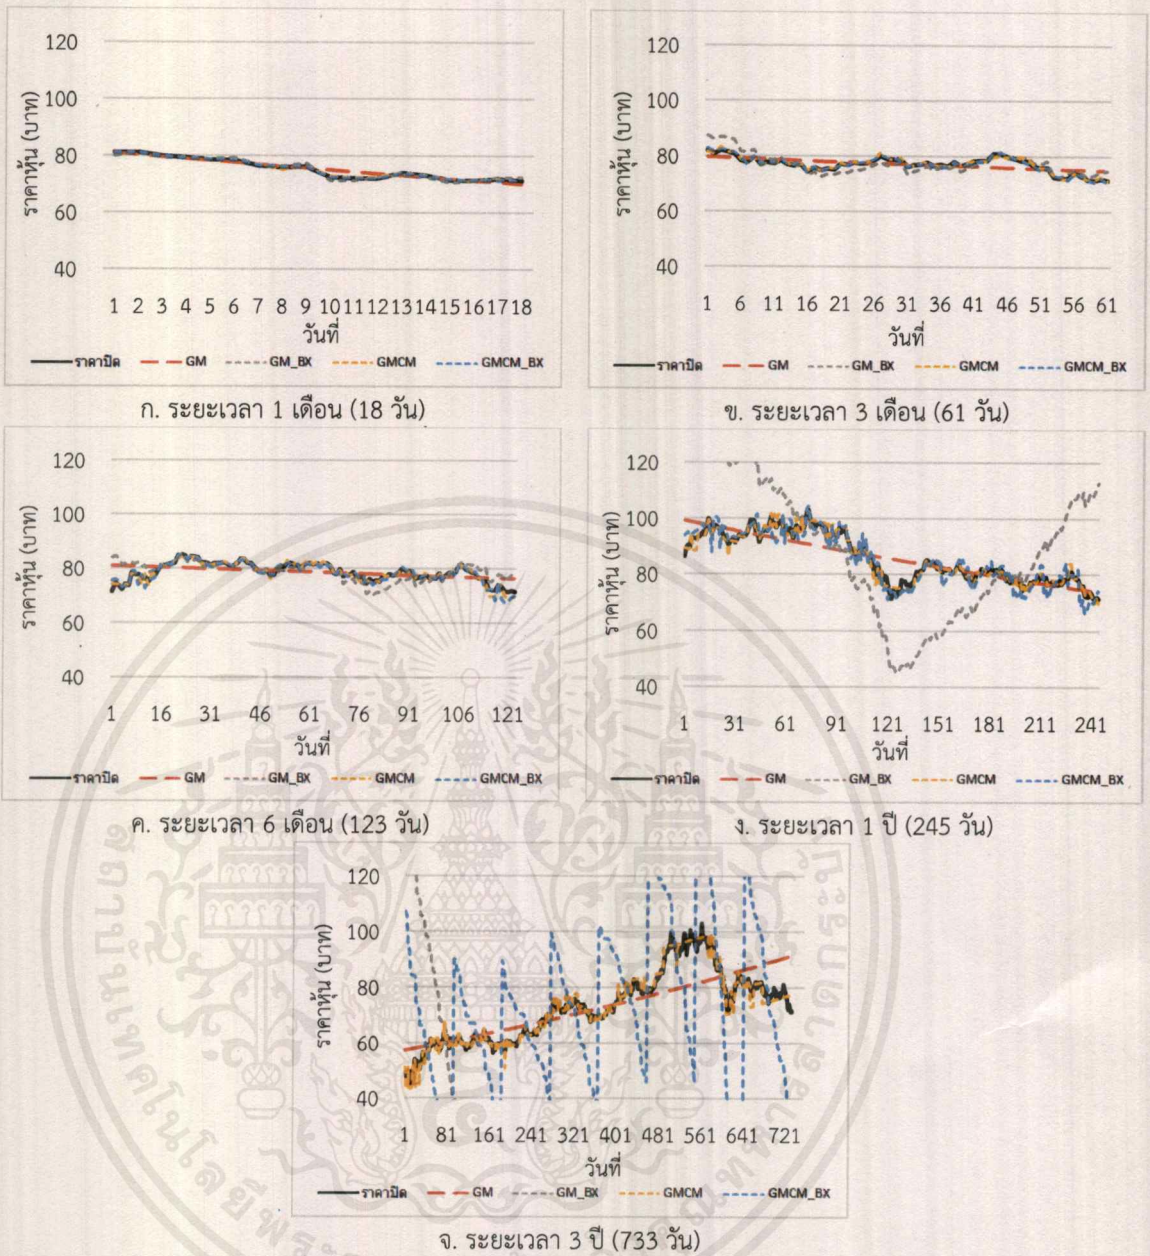 120
100
80
60
40
ราคาหุ้น (บาท)
1 2 3 4 5 6 7 8 9 10 11 12 13 14 15 16 17 18
วันที่
ราคาปิด GM GM_BX GMCM GMCM_BX
ก. ระยะเวลา 1 เดือน (18 วัน)
120
100
80
60
40
ราคาหุ้น (บาท)
1 6 11 16 21 26 31 36 41 46 51 56 61
วันที่
ราคาปิด GM GM_BX GMCM GMCM_BX
ข. ระยะเวลา 3 เดือน (61 วัน)
120
100
80
60
40
ราคาหุ้น (บาท)
1 16 31 46 61 76 91 106 121
วันที่
ราคาปิด GM GM_BX GMCM GMCM_BX
ค. ระยะเวลา 6 เดือน (123 วัน)
120
100
80
60
40
ราคาหุ้น (บาท)
1 31 61 91 121 151 181 211 241
วันที่
ราคาปิด GM GM_BX GMCM GMCM_BX
ง. ระยะเวลา 1 ปี (245 วัน)
120
100
80
60
40
ราคาหุ้น (บาท)
1 81 161 241 321 401 481 561 641 721
วันที่
ราคาปิด GM GM_BX GMCM GMCM_BX
จ. ระยะเวลา 3 ปี (733 วัน)